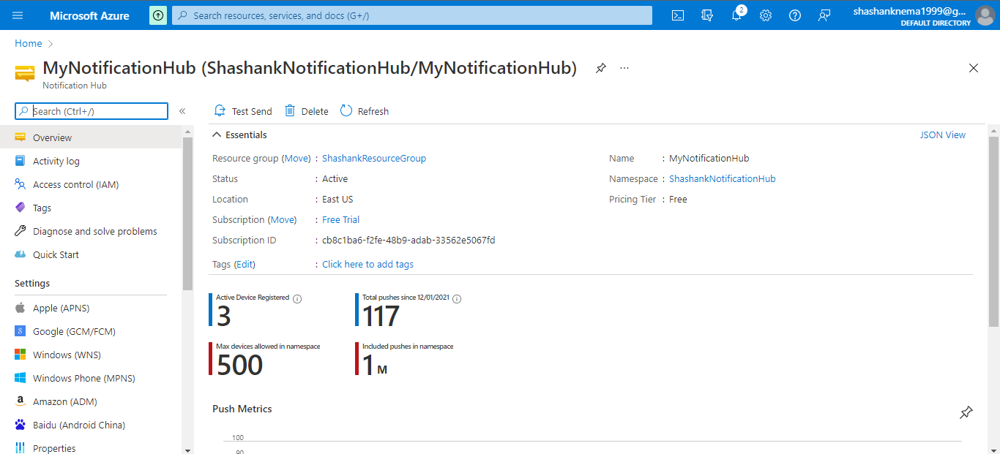 Microsoft Azure
Search resources, services, and docs (G+/)
2
shashanknema1999@g...
DEFAULT DIRECTORY
Home
MyNotificationHub (ShashankNotificationHub/MyNotificationHub)
...
Notification Hub
Search (Ctrl+/)
«
Test Send
Delete
Refresh
Overview
Activity log
Access control (IAM)
Tags
Diagnose and solve problems
Quick Start
Settings
Apple (APNS)
Google (GCM/FCM)
Windows (WNS)
Windows Phone (MPNS)
Amazon (ADM)
Baidu (Android China)
Properties
Essentials
JSON View
Resource group (Move) : ShashankResourceGroup
Status : Active
Location : East US
Subscription (Move) : Free Trial
Subscription ID : cb8c1ba6-f2fe-48b9-adab-33562e5067fd
Tags (Edit) : Click here to add tags
Name : MyNotificationHub
Namespace : ShashankNotificationHub
Pricing Tier : Free
Active Device Registered
3
Total pushes since 12/01/2021
117
Max devices allowed in namespace
500
Included pushes in namespace
1 M
Push Metrics
100
90